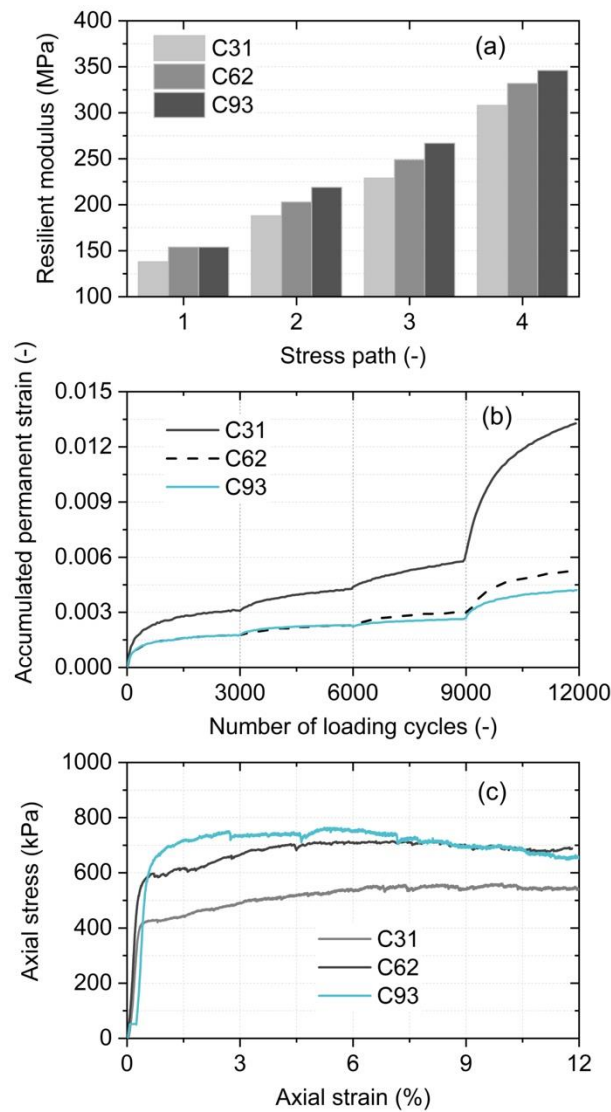 400
350
300
250
200
150
100
Resilient modulus (MPa)
C31
C62
C93
(a)
1 2 3 4
Stress path (-)
0.015
0.012
0.009
0.006
0.003
0.000
Accumulated permanent strain (-)
C31
C62
C93
(b)
0 3000 6000 9000 12000
Number of loading cycles (-)
1000
800
600
400
200
0
Axial stress (kPa)
(c)
C31
C62
C93
0 3 6 9 12
Axial strain (%)